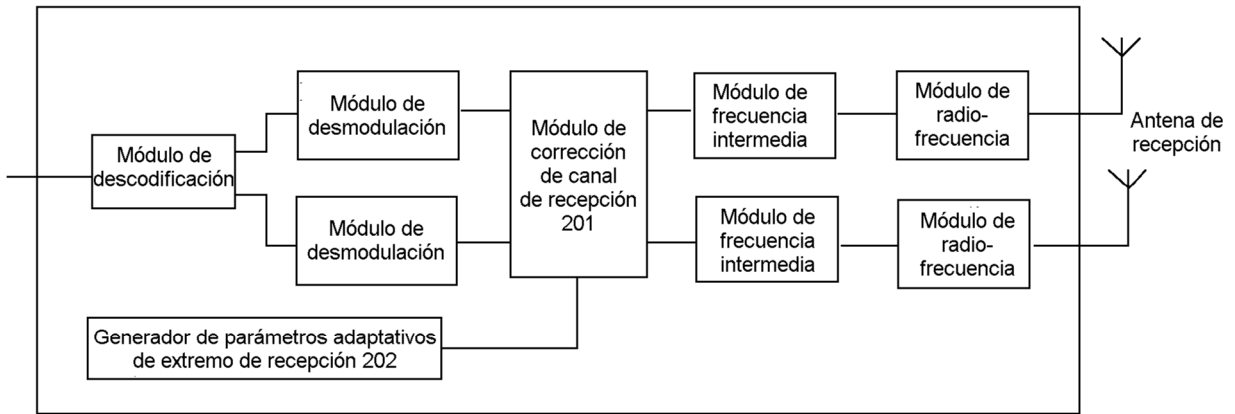 Módulo de
descodificación
Módulo de
desmodulación
Módulo de
desmodulación
Módulo de
corrección
de canal
de recepción
201
Módulo de
frecuencia
intermedia
Módulo de
radio-
frecuencia
Módulo de
frecuencia
intermedia
Módulo de
radio-
frecuencia
Antena de
recepción
Generador de parámetros adaptativos
de extremo de recepción 202